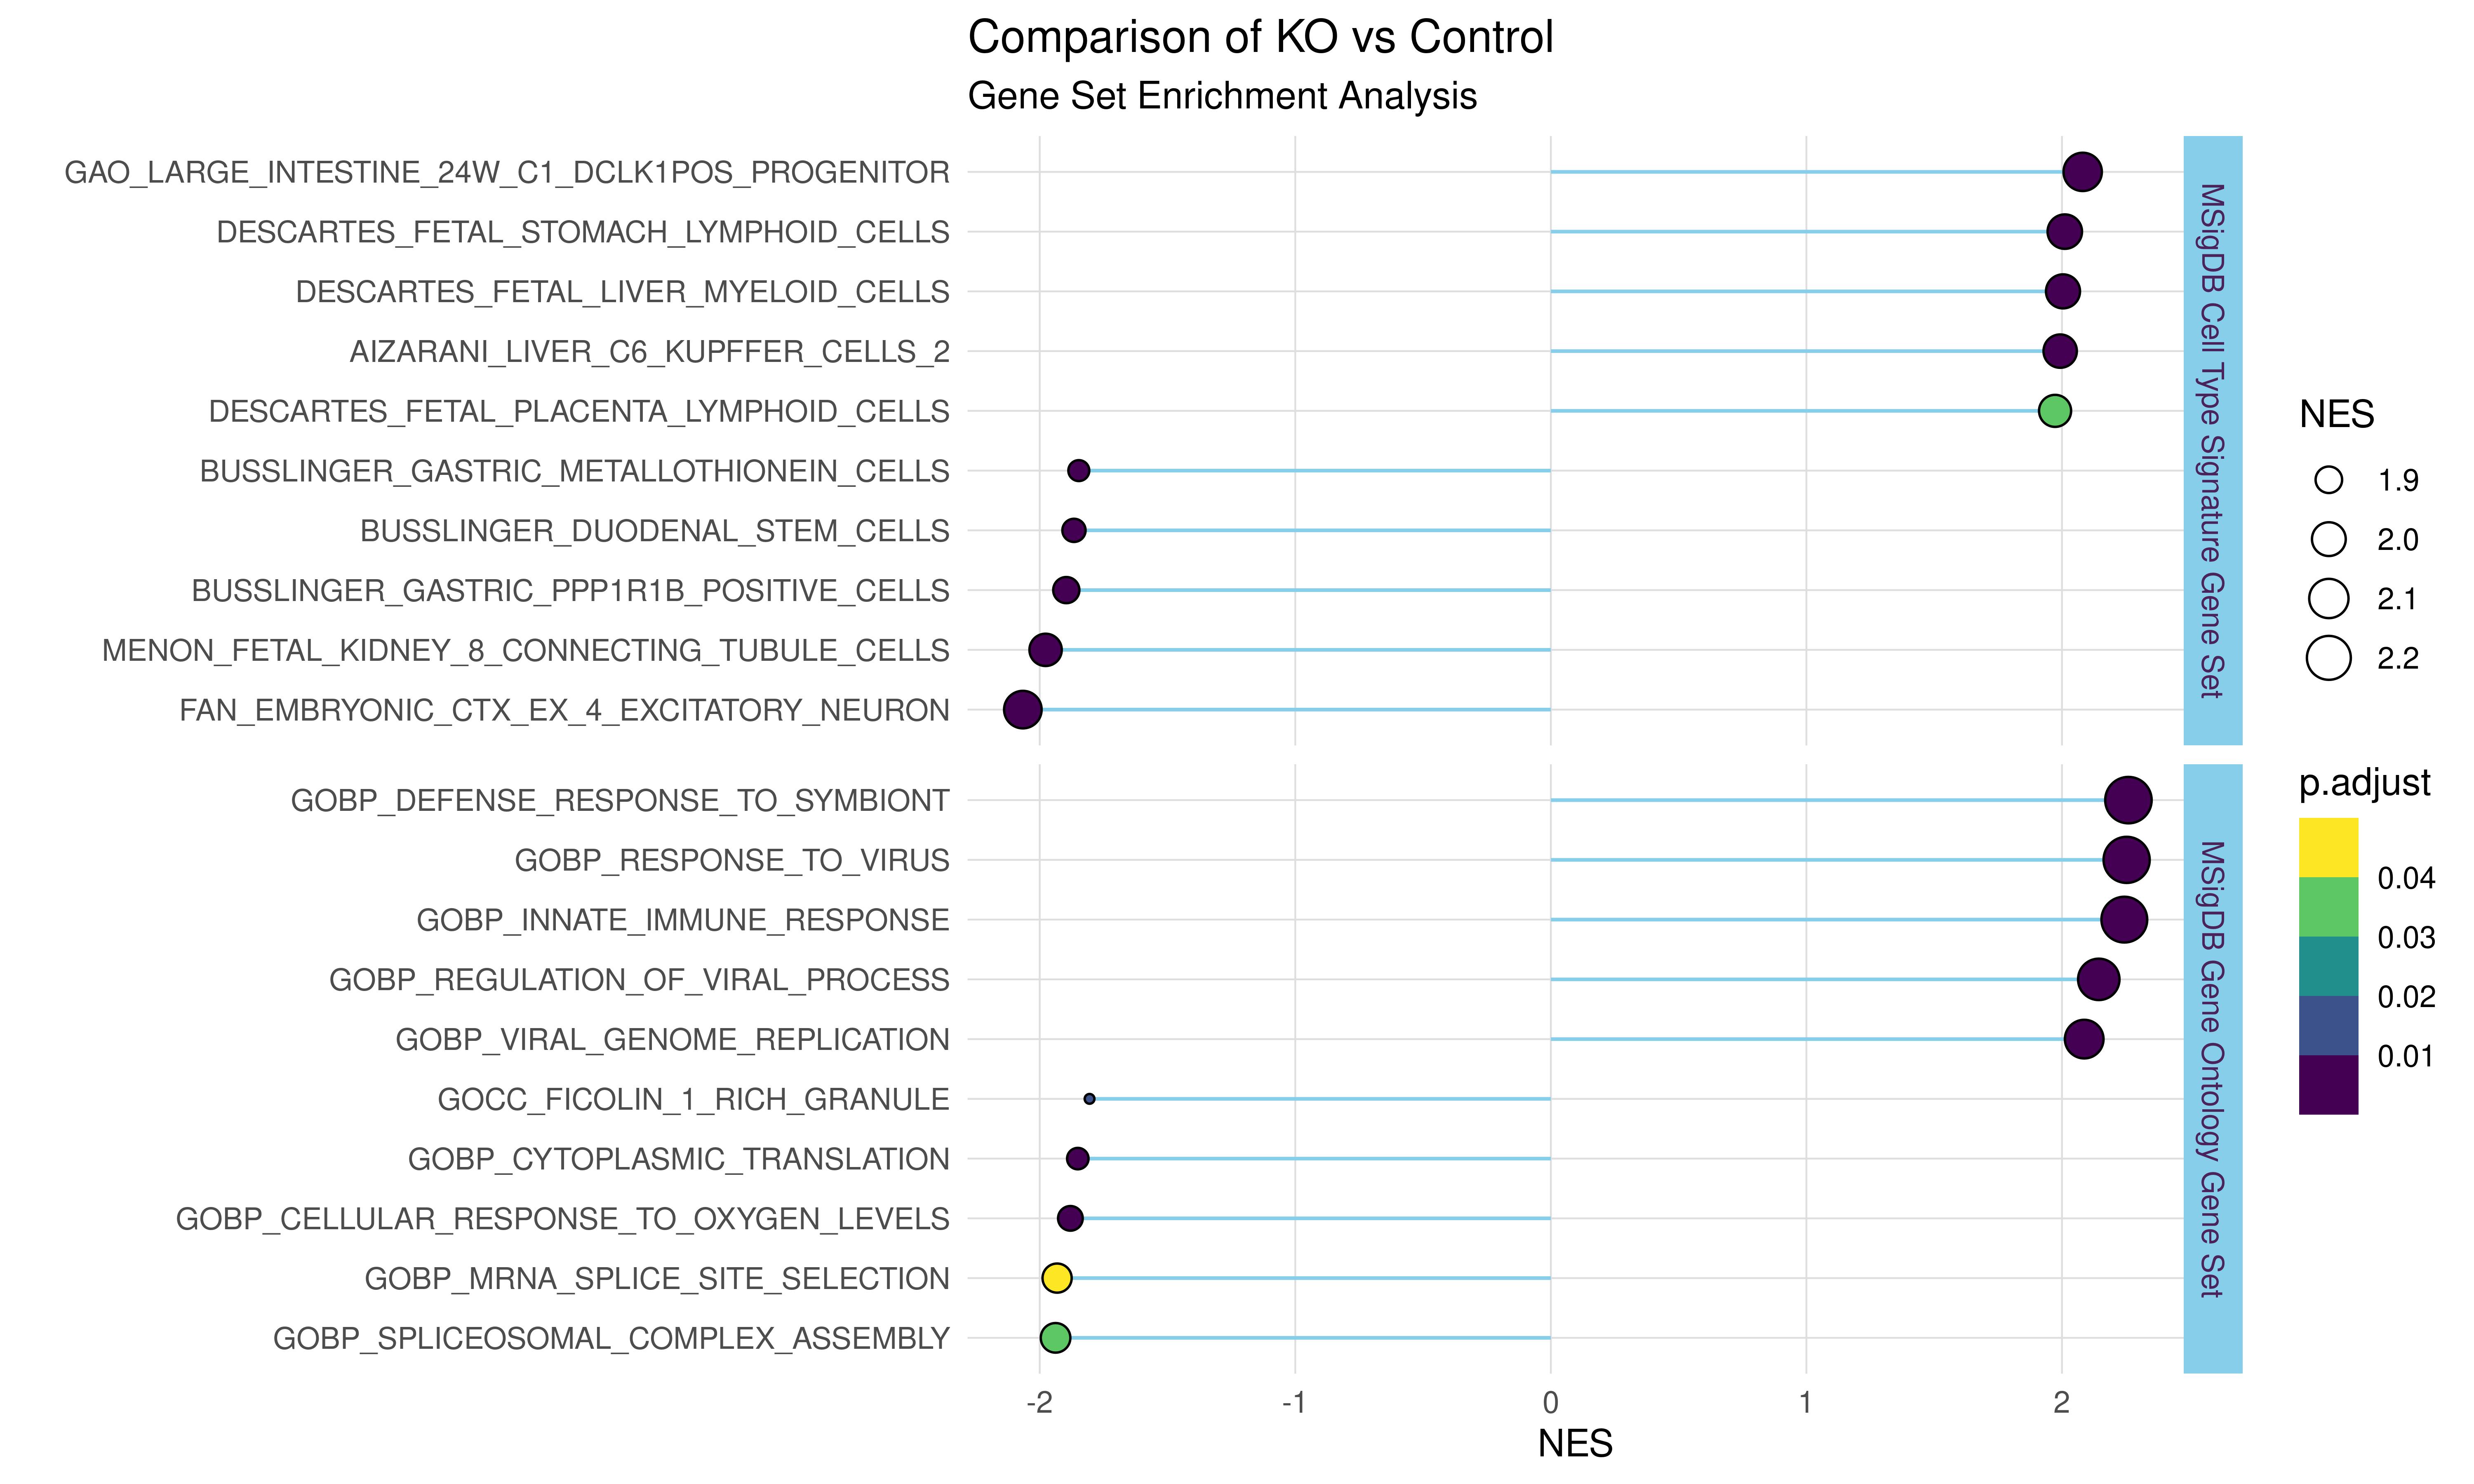 Comparison of KO vs Control
Gene Set Enrichment Analysis
GAO_LARGE_INTESTINE_24W_C1_DCLK1POS_PROGENITOR
DESCARTES_FETAL_STOMACH_LYMPHOID_CELLS
DESCARTES_FETAL_LIVER_MYELOID_CELLS
AIZARANI_LIVER_C6_KUPFFER_CELLS_2
DESCARTES_FETAL_PLACENTA_LYMPHOID_CELLS
BUSSLINGER_GASTRIC_METALLOTHIONEIN_CELLS
BUSSLINGER_DUODENAL_STEM_CELLS
BUSSLINGER_GASTRIC_PPP1R1B_POSITIVE_CELLS
MENON_FETAL_KIDNEY_8_CONNECTING_TUBULE_CELLS
FAN_EMBRYONIC_CTX_EX_4_EXCITATORY_NEURON
MSigDB Cell Type Signature Gene Set
GOBP_DEFENSE_RESPONSE_TO_SYMBIONT
GOBP_RESPONSE_TO_VIRUS
GOBP_INNATE_IMMUNE_RESPONSE
GOBP_REGULATION_OF_VIRAL_PROCESS
GOBP_VIRAL_GENOME_REPLICATION
GOCC_FICOLIN_1_RICH_GRANULE
GOBP_CYTOPLASMIC_TRANSLATION
GOBP_CELLULAR_RESPONSE_TO_OXYGEN_LEVELS
GOBP_MRNA_SPLICE_SITE_SELECTION
GOBP_SPLICEOSOMAL_COMPLEX_ASSEMBLY
MSigDB Gene Ontology Gene Set
-2 -1 0 1 2
NES
NES
1.9
2.0
2.1
2.2
p.adjust
0.04
0.03
0.02
0.01